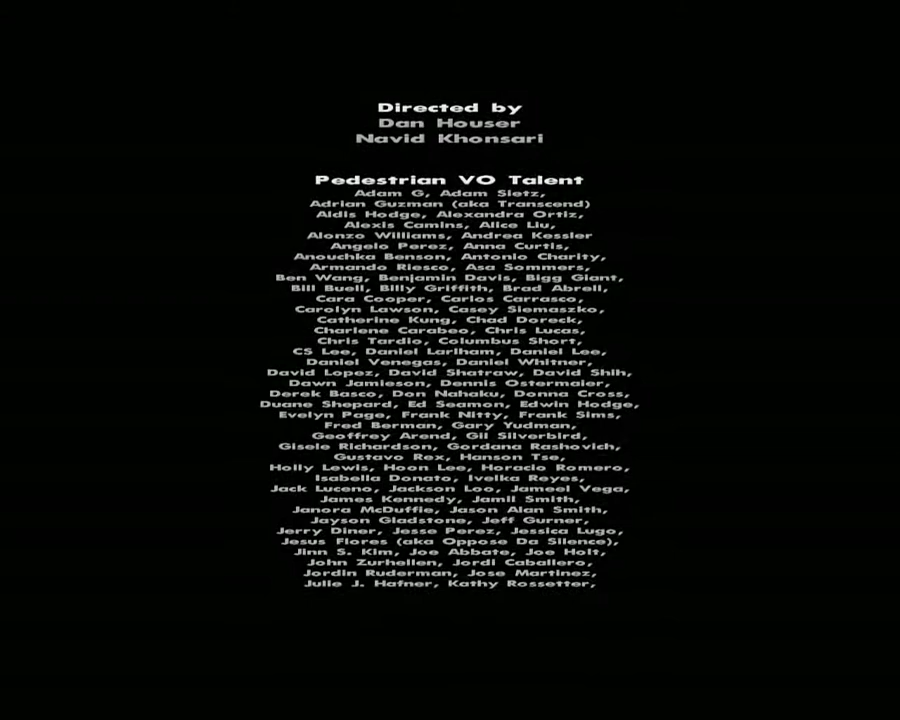 Directed by
Dan Houser
Navid Khonsari
Pedestrian VO Talent
Adam G, Adam Sietz,
Adrian Guzman (aka Transcend)
Aldis Hodge, Alexandra Ortiz,
Alexis Camins, Alice Liu,
Alonzo Williams, Andrea Kessler
Angelo Perez, Anna Curtis,
Anouchka Benson, Antonio Charity,
Armando Riesco, Asa Sommers,
Ben Wang, Benjamin Davis, Bigg Giant,
Bill Buell, Billy Griffith, Brad Abrell,
Cara Cooper, Carlos Carrasco,
Carolyn Lawson, Casey Siemaszko,
Catherine Kung, Chad Doreck,
Charlene Carabeo, Chris Lucas,
Chris Tardio, Columbus Short,
CS Lee, Daniel Larlham, Daniel Lee,
Daniel Venegas, Daniel Whitner,
David Lopez, David Shatraw, David Shih,
Dawn Jamieson, Dennis Ostermaier,
Derek Basco, Don Nahaku, Donna Cross,
Duane Shepard, Ed Seamon, Edwin Hodge,
Evelyn Page, Frank Nitty, Frank Sims,
Fred Berman, Gary Yudman,
Geoffrey Arend, Gil Silverbird,
Gisele Richardson, Gordana Rashovich,
Gustavo Rex, Hanson Tse,
Holly Lewis, Hoon Lee, Horacio Romero,
Isabella Donato, Ivelka Reyes,
Jack Luceno, Jackson Loo, Jameel Vega,
James Kennedy, Jamil Smith,
Janora McDuffie, Jason Alan Smith,
Jayson Gladstone, Jeff Gurner,
Jerry Diner, Jesse Perez, Jessica Lugo,
Jesus Flores (aka Oppose Da Silence),
Jinn S. Kim, Joe Abbate, Joe Holt,
John Zurhellen, Jordi Caballero,
Jordin Ruderman, Jose Martinez,
Julie J. Hafner, Kathy Rossetter,